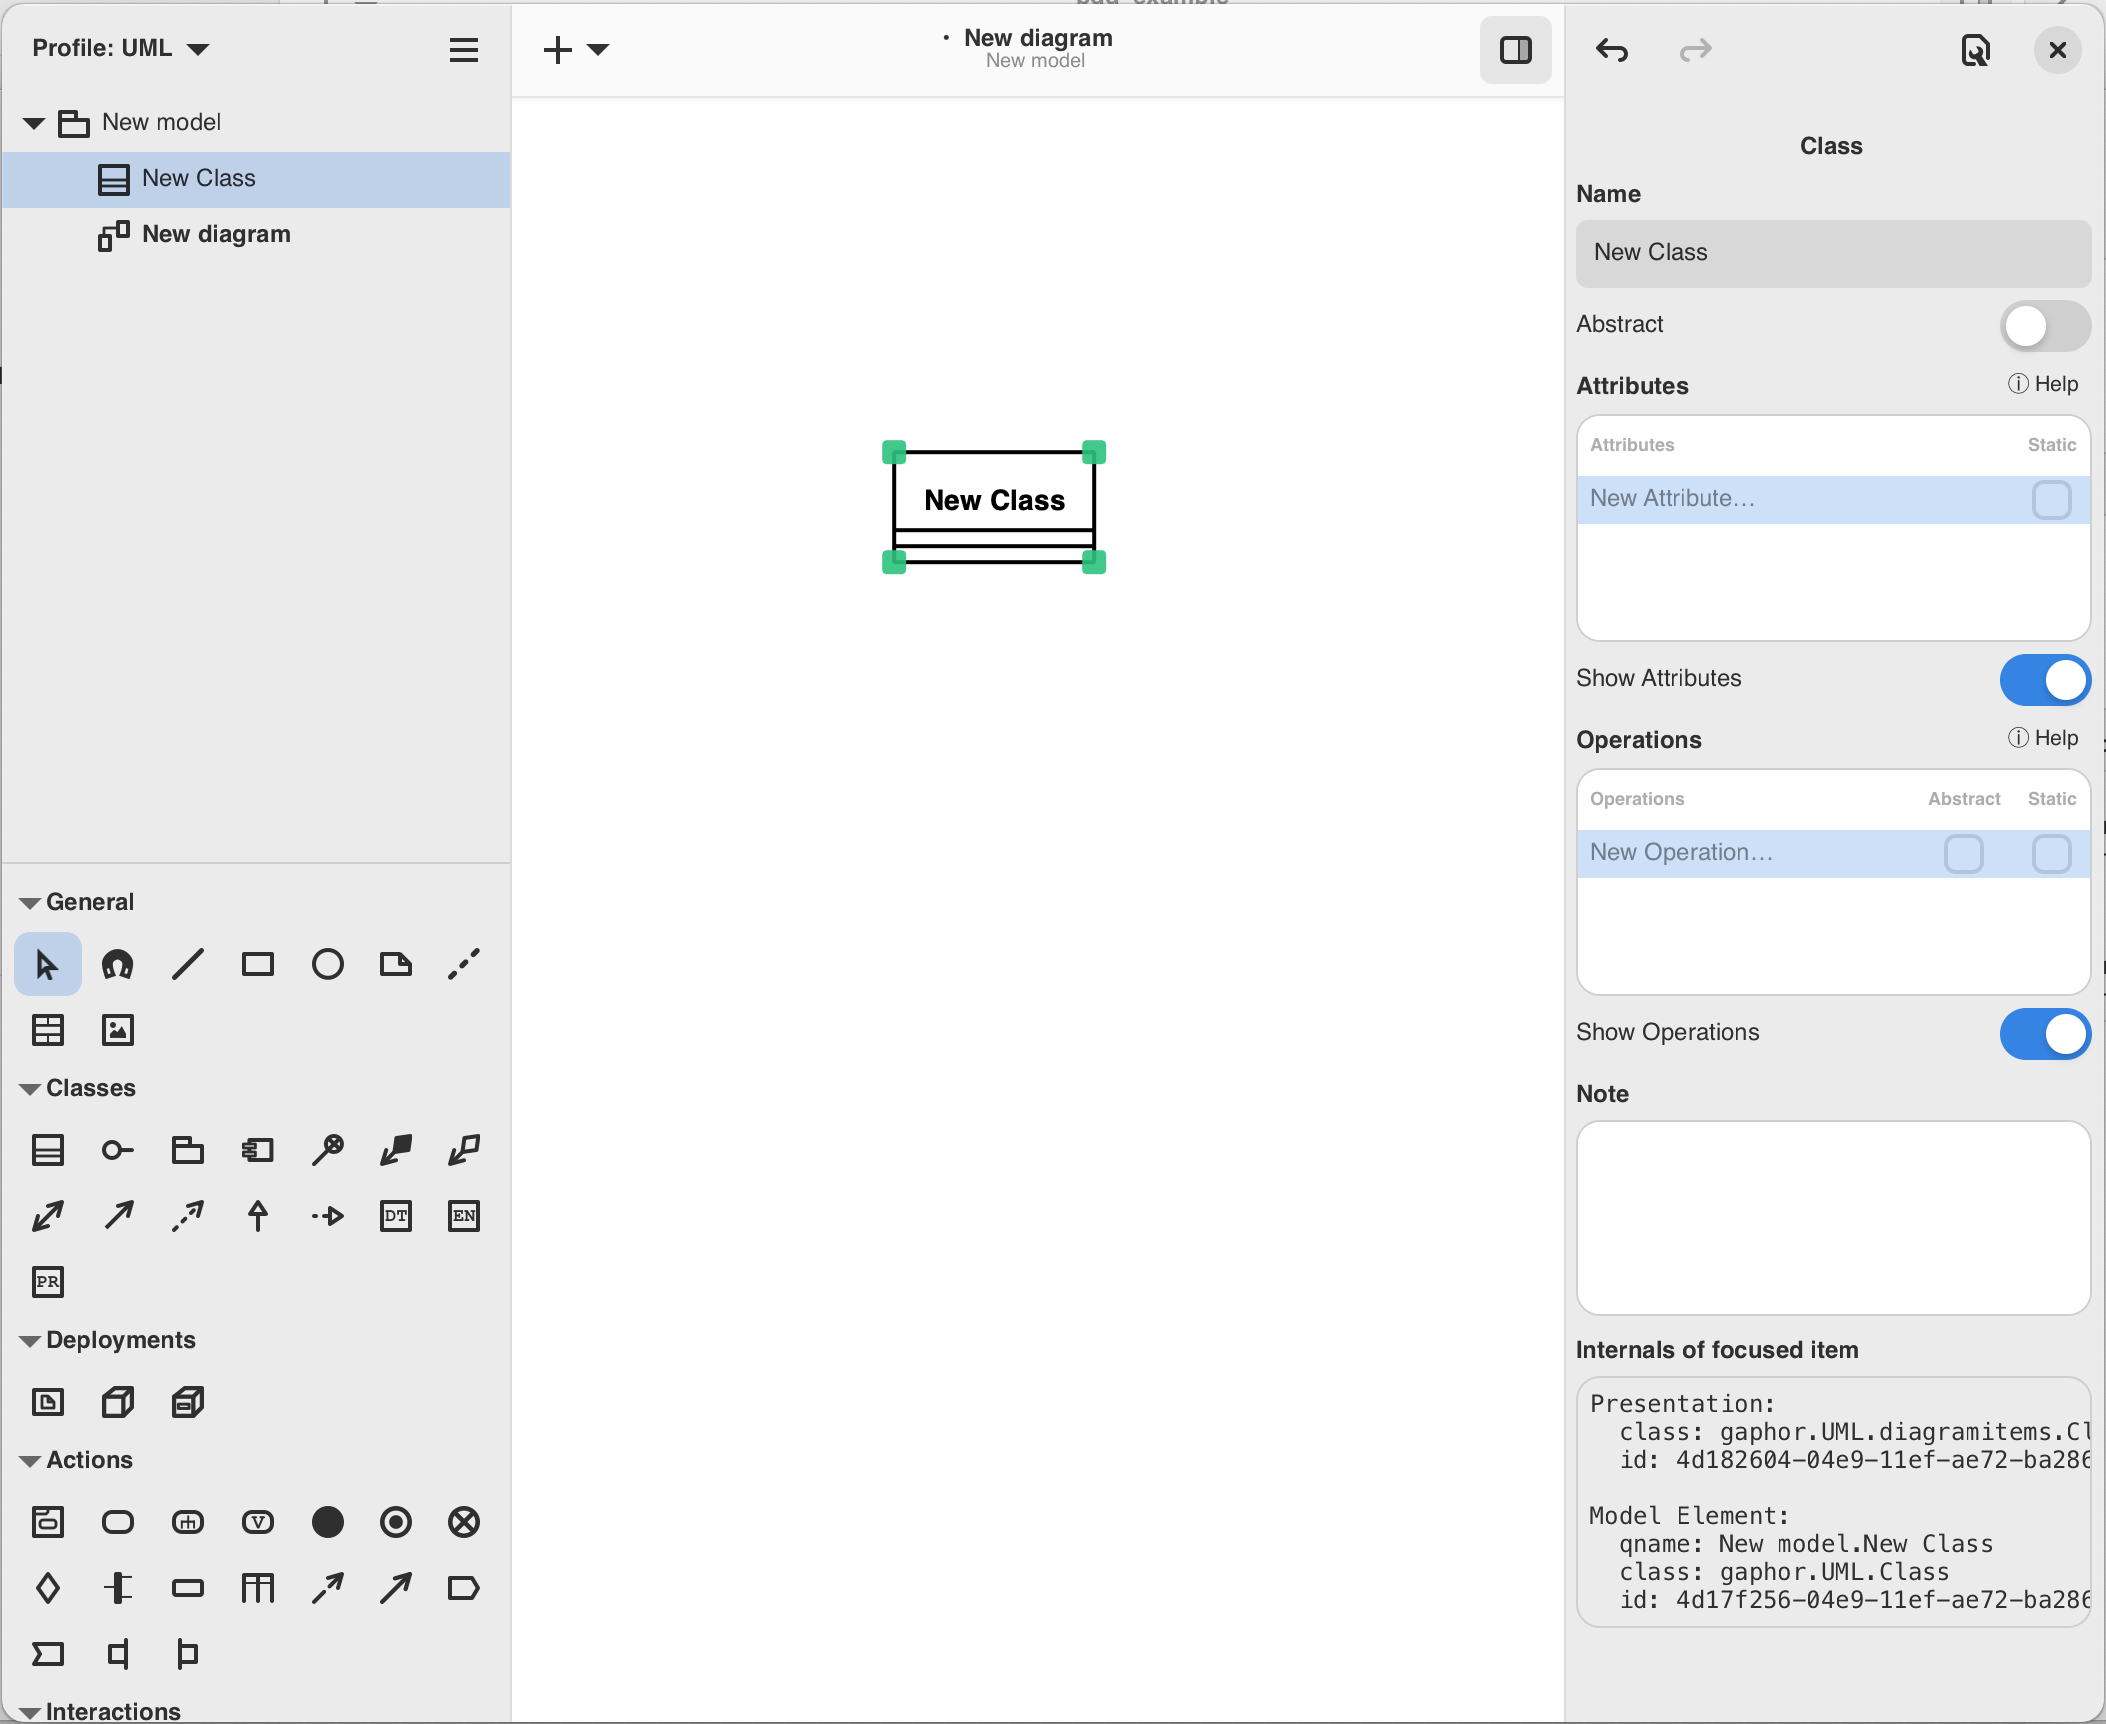 Profile: UML
New model
New Class
New diagram
General
Classes
DT
EN
PR
Deployments
Actions
V
Interactions
• New diagram
New model
New Class
Class
Name
New Class
Abstract
Attributes
Help
Attributes Static
New Attribute…
Show Attributes
Operations
Help
Operations Abstract Static
New Operation…
Show Operations
Note
Internals of focused item
Presentation:
class: gaphor.UML.diagramitems.Cl
id: 4d182604-04e9-11ef-ae72-ba286
Model Element:
qname: New model.New Class
class: gaphor.UML.Class
id: 4d17f256-04e9-11ef-ae72-ba286